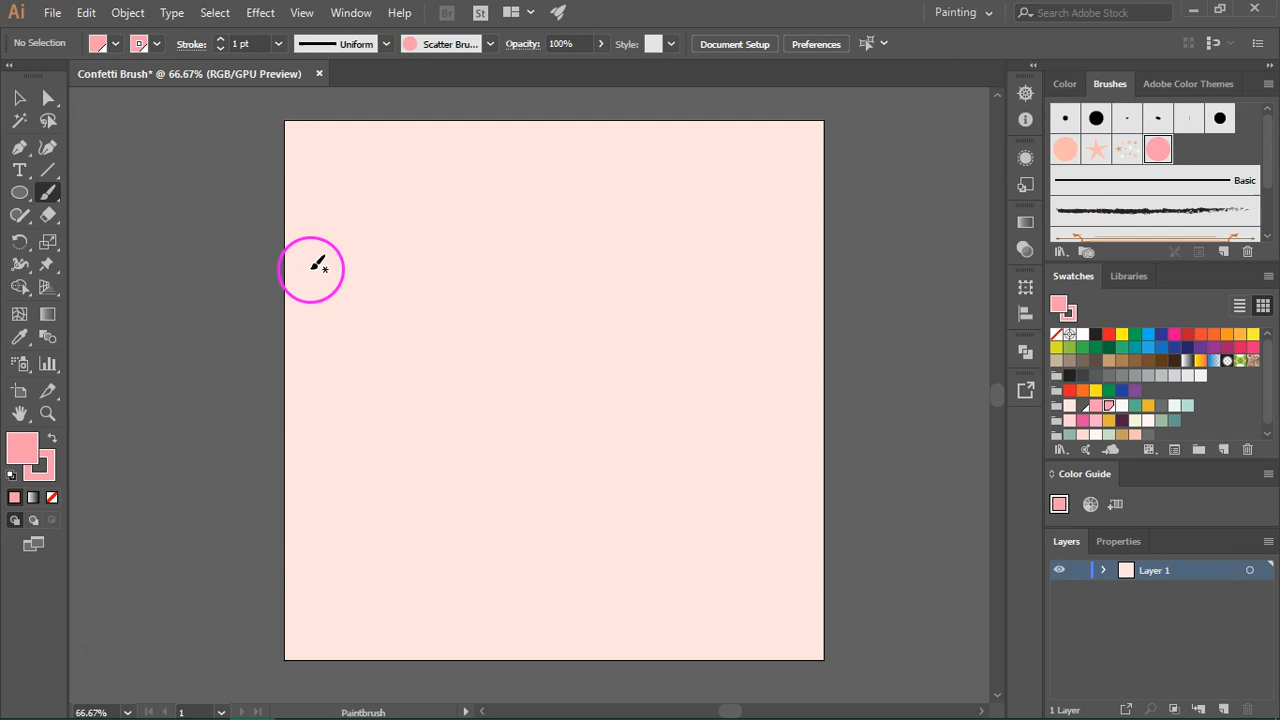 Ai File Edit Object Type Select Effect View Window Help Br St Painting Search Adobe Stock
No Selection Stroke: 1 pt Uniform Scatter Bru... Opacity: 100% Style: Document Setup Preferences
Confetti Brush* @ 66.67% (RGB/GPU Preview)
Color Brushes Adobe Color Themes
Basic
Swatches Libraries
Color Guide
Layers Properties
Layer 1
1 Layer
66.67% 1 Paintbrush